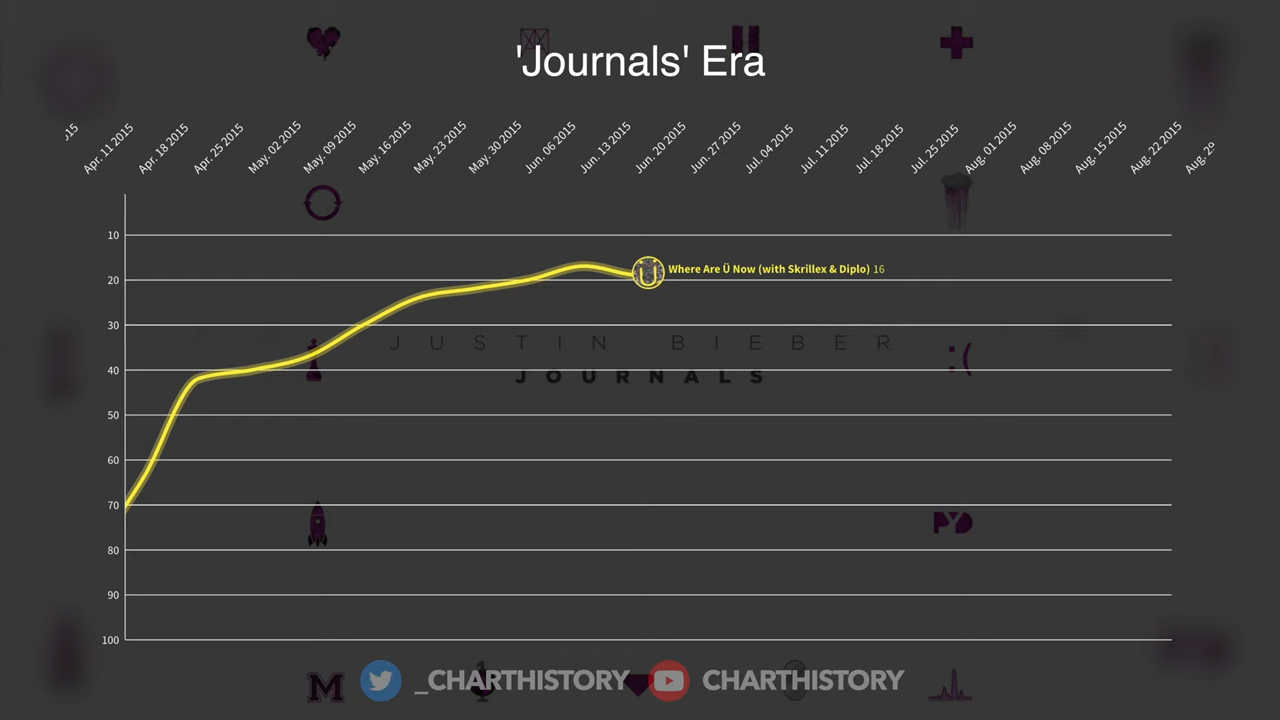 'Journals' Era
Apr. 11 2015
Apr. 18 2015
Apr. 25 2015
May. 02 2015
May. 09 2015
May. 16 2015
May. 23 2015
May. 30 2015
Jun. 06 2015
Jun. 13 2015
Jun. 20 2015
Jun. 27 2015
Jul. 04 2015
Jul. 11 2015
Jul. 18 2015
Jul. 25 2015
Aug. 01 2015
Aug. 08 2015
Aug. 15 2015
Aug. 22 2015
10
Where Are Ü Now (with Skrillex & Diplo) 16
Ü
20
30
JUSTIN BIEBER
:(
40
JOURNALS
50
60
70
PYD
80
90
100
M
_CHARTHISTORY
CHARTHISTORY